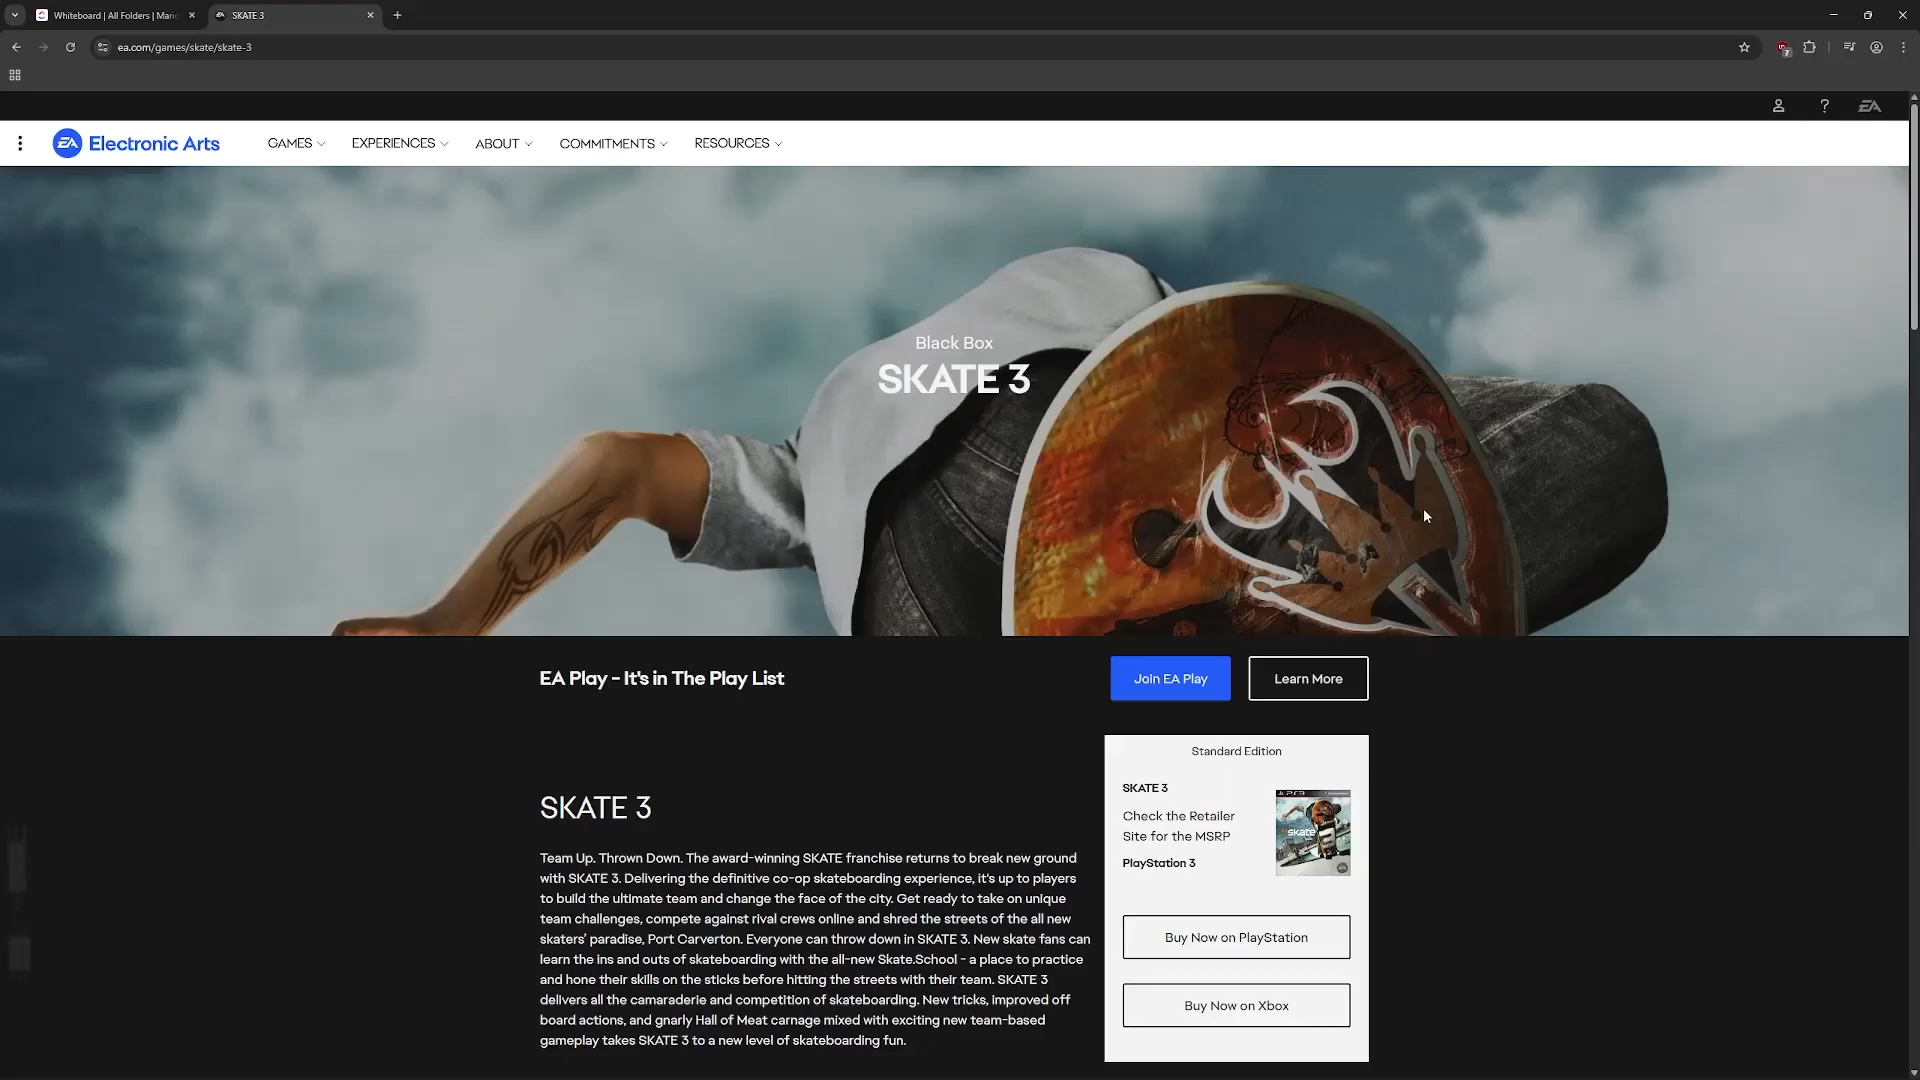 Whiteboard | All Folders | Maric
SKATE 3
ea.com/games/skate/skate-3
7
EA
EA Electronic Arts
GAMES
EXPERIENCES
ABOUT
COMMITMENTS
RESOURCES
Black Box
SKATE 3
EA Play - It's in The Play List
Join EA Play
Learn More
Standard Edition
SKATE 3
Check the Retailer
Site for the MSRP
PlayStation 3
PS3
skate
Buy Now on PlayStation
Buy Now on Xbox
SKATE 3
Team Up. Thrown Down. The award-winning SKATE franchise returns to break new ground
with SKATE 3. Delivering the definitive co-op skateboarding experience, it's up to players
to build the ultimate team and change the face of the city. Get ready to take on unique
team challenges, compete against rival crews online and shred the streets of the all new
skaters’ paradise, Port Carverton. Everyone can throw down in SKATE 3. New skate fans can
learn the ins and outs of skateboarding with the all-new Skate.School - a place to practice
and hone their skills on the sticks before hitting the streets with their team. SKATE 3
delivers all the camaraderie and competition of skateboarding. New tricks, improved off
board actions, and gnarly Hall of Meat carnage mixed with exciting new team-based
gameplay takes SKATE 3 to a new level of skateboarding fun.